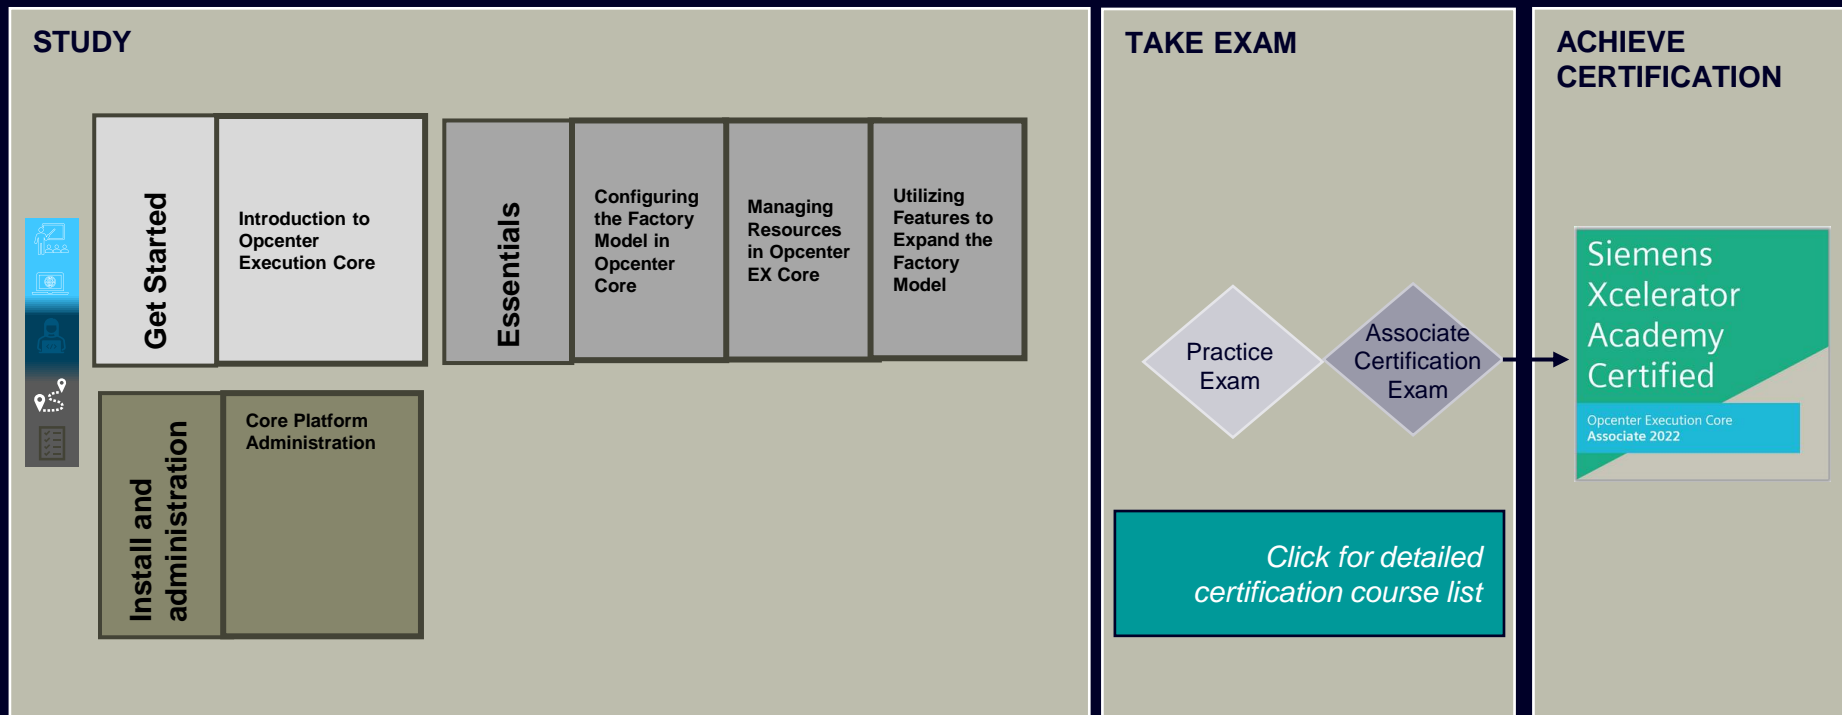 STUDY
Get Started
Introduction to
Opcenter
Execution Core
Essentials
Configuring
the Factory
Model in
Opcenter
Core
Managing
Resources
in Opcenter
EX Core
Utilizing
Features to
Expand the
Factory
Model
Install and
administration
Core Platform
Administration
TAKE EXAM
Practice
Exam
Associate
Certification
Exam
Click for detailed
certification course list
ACHIEVE
CERTIFICATION
Siemens
Xcelerator
Academy
Certified
Opcenter Execution Core
Associate 2022